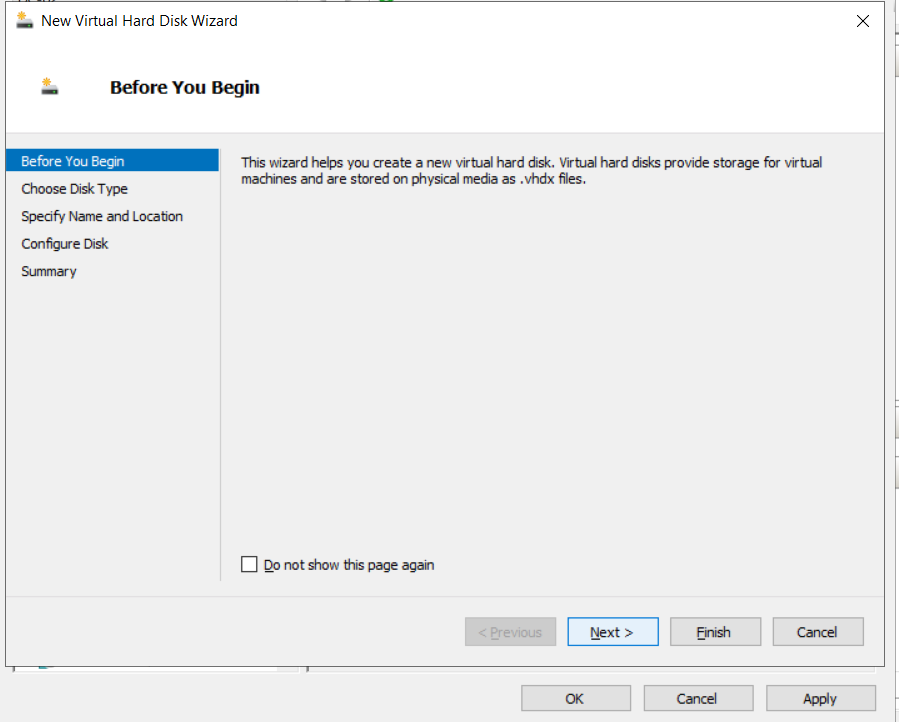 New Virtual Hard Disk Wizard
Before You Begin
Before You Begin
Choose Disk Type
Specify Name and Location
Configure Disk
Summary
This wizard helps you create a new virtual hard disk. Virtual hard disks provide storage for virtual
machines and are stored on physical media as .vhdx files.
Do not show this page again
< Previous
Next >
Finish
Cancel
OK
Cancel
Apply